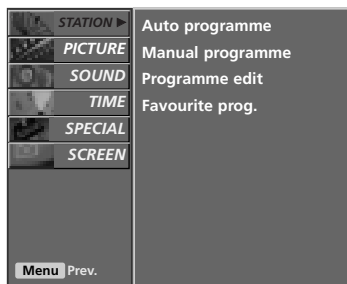 STATION ►
PICTURE
SOUND
TIME
SPECIAL
SCREEN
Menu Prev.
Auto programme
Manual programme
Programme edit
Favourite prog.